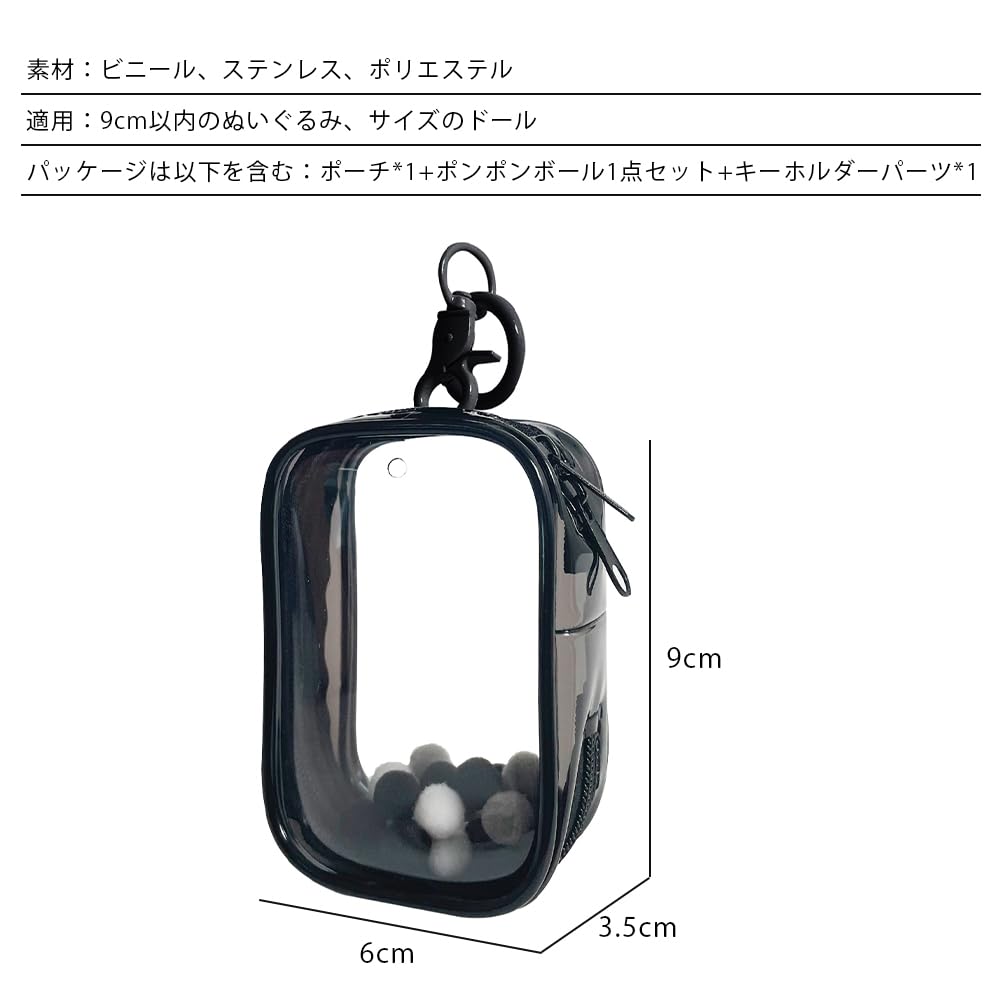 素材：ビニール、ステンレス、ポリエステル
適用：9cm以内のぬいぐるみ、サイズのドール
パッケージは以下を含む：ポーチ*1+ポンポンボール1点セット+キーホルダーパーツ*1
9cm
3.5cm
6cm